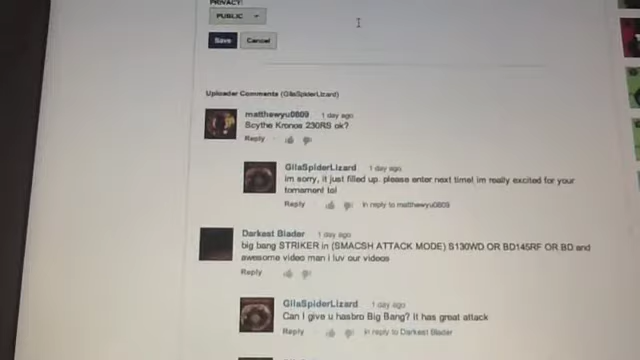 PRIVACY:
PUBLIC
Save Cancel
Uploader Comments (GilaSpiderLizard)
matthewyu0809 1 day ago
Scythe Kronos 230RS ok?
Reply
GilaSpiderLizard 1 day ago
im sorry, it just filled up. please enter next time! im really excited for your
tornament to!
Reply In reply to matthewyu0809
Darkest Blader 1 day ago
big bang STRIKER in (SMACSH ATTACK MODE) S130WD OR BD145RF OR BD and
awesome video man i luv our videos
Reply
GilaSpiderLizard 1 day ago
Can I give u hasbro Big Bang? It has great attack
Reply In reply to Darkest Blader